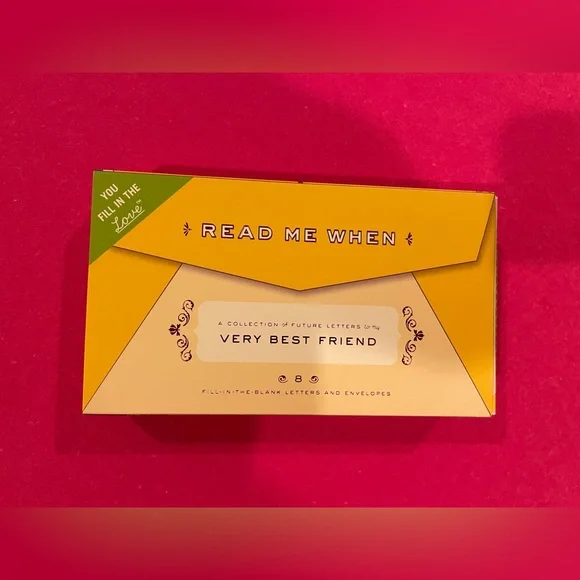 YOU
FILL IN THE
Love™
READ ME WHEN
A COLLECTION of FUTURE LETTERS for my
VERY BEST FRIEND
8
FILL-IN-THE-BLANK LETTERS AND ENVELOPES